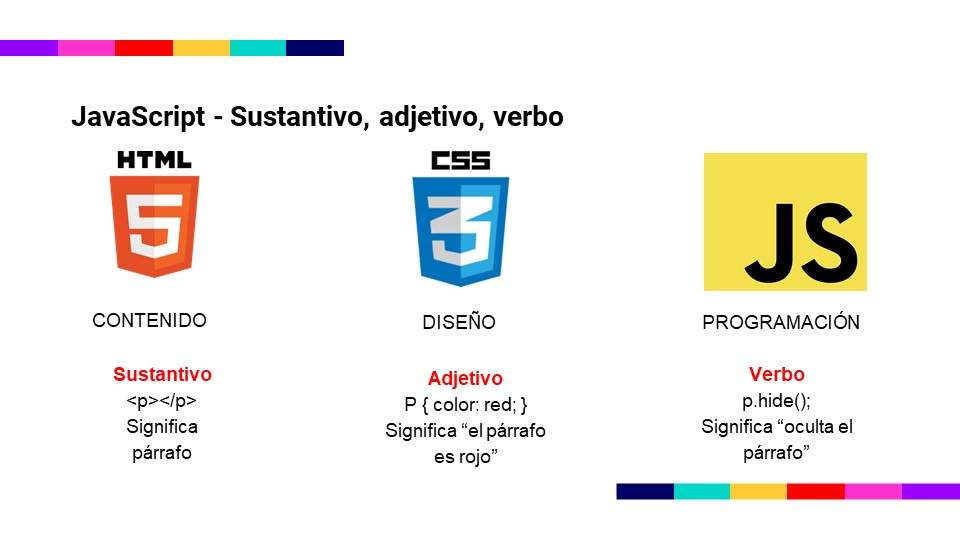 JavaScript - Sustantivo, adjetivo, verbo
HTML
5
CONTENIDO
Sustantivo
<p></p>
Significa
párrafo
CSS
3
DISEÑO
Adjetivo
P { color: red; }
Significa “el párrafo
es rojo”
JS
PROGRAMACIÓN
Verbo
p.hide();
Significa “oculta el
párrafo”